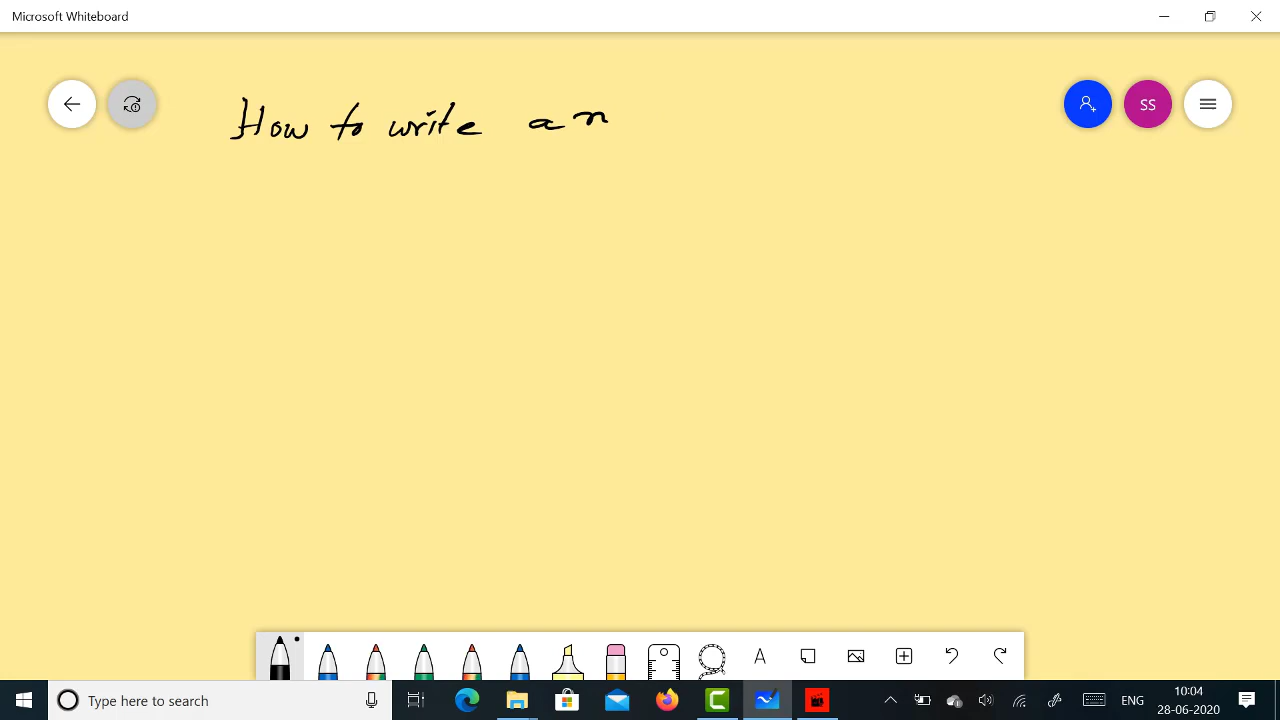 Microsoft Whiteboard
How to write an
SS
A
Type here to search
ENG
10:04
28-06-2020